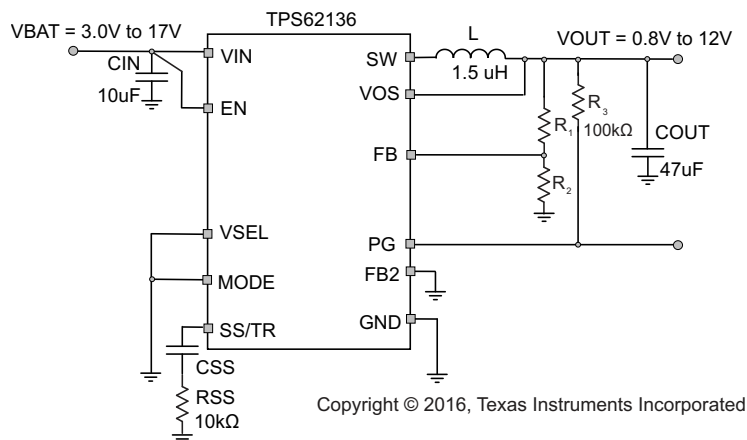 TPS62136
VBAT = 3.0V to 17V
VIN
CIN
10uF
EN
VSEL
MODE
SS/TR
CSS
RSS
10kΩ
SW
L
1.5 uH
VOUT = 0.8V to 12V
VOS
R1
R3
100kΩ
COUT
47uF
FB
R2
PG
FB2
GND
Copyright © 2016, Texas Instruments Incorporated